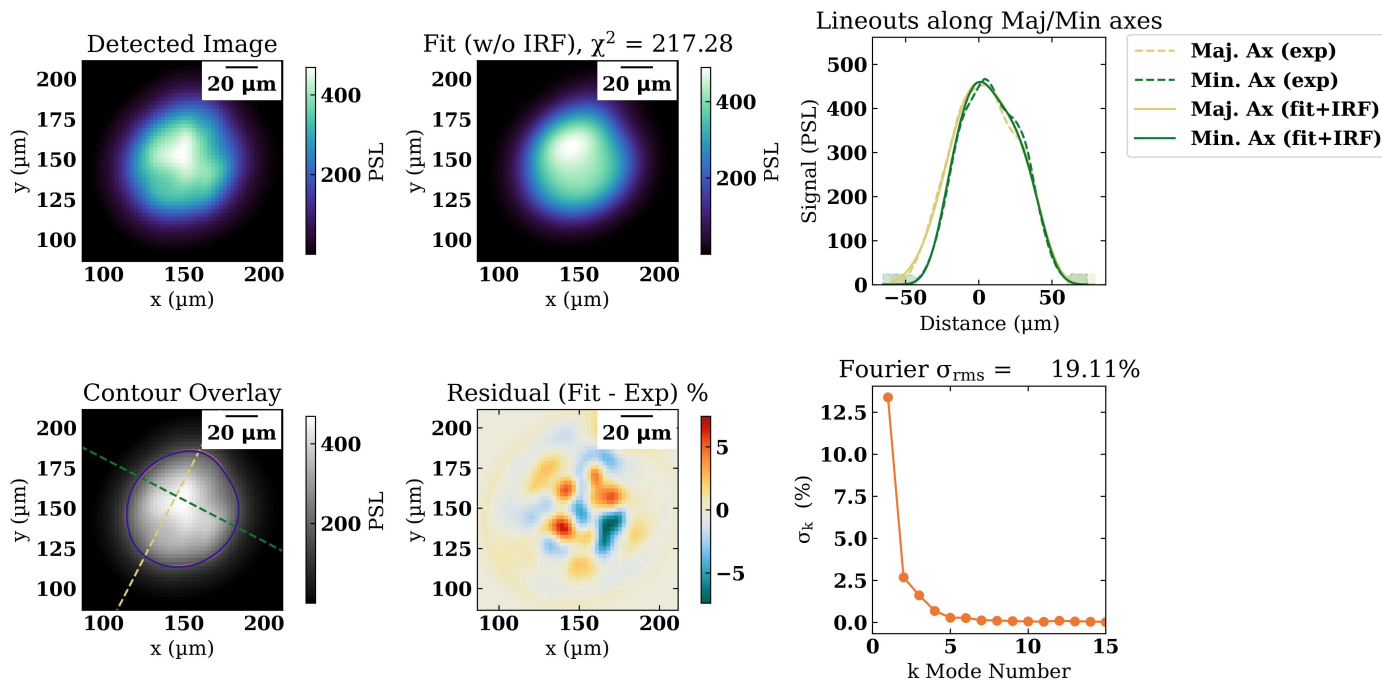 Detected Image
200
175
150
125
100
y (µm)
100 150 200
x (µm)
20 µm
400
200
PSL
Fit (w/o IRF), χ² = 217.28
200
175
150
125
100
y (µm)
100 150 200
x (µm)
20 µm
400
200
PSL
Lineouts along Maj/Min axes
500
400
300
200
100
0
Signal (PSL)
−50 0 50
Distance (µm)
Maj. Ax (exp)
Min. Ax (exp)
Maj. Ax (fit+IRF)
Min. Ax (fit+IRF)
Contour Overlay
200
175
150
125
100
y (µm)
100 150 200
x (µm)
20 µm
400
200
PSL
Residual (Fit - Exp) %
200
175
150
125
100
y (µm)
100 150 200
x (µm)
20 µm
5
0
−5
Fourier σrms = 19.11%
12.5
10.0
7.5
5.0
2.5
0.0
σk (%)
0 5 10 15
k Mode Number